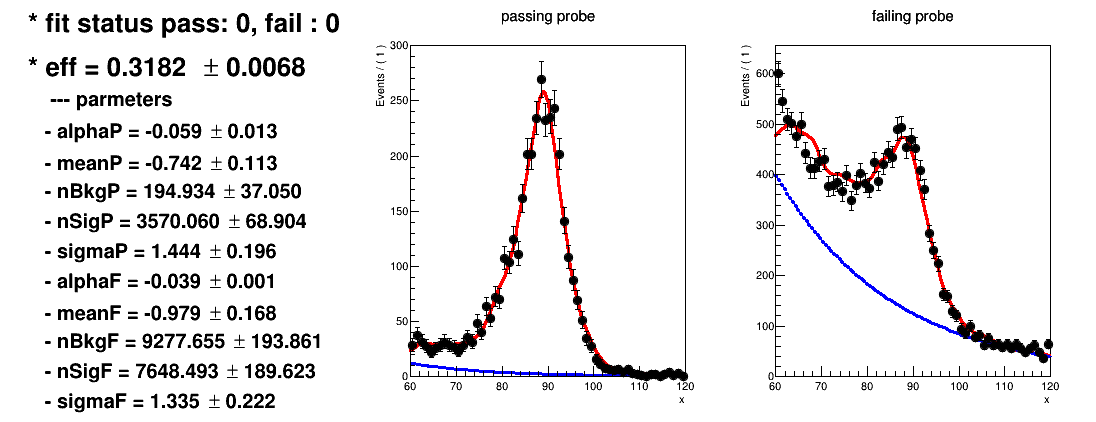 * fit status pass: 0, fail : 0
* eff = 0.3182 ± 0.0068
--- parmeters
- alphaP = -0.059 ± 0.013
- meanP = -0.742 ± 0.113
- nBkgP = 194.934 ± 37.050
- nSigP = 3570.060 ± 68.904
- sigmaP = 1.444 ± 0.196
- alphaF = -0.039 ± 0.001
- meanF = -0.979 ± 0.168
- nBkgF = 9277.655 ± 193.861
- nSigF = 7648.493 ± 189.623
- sigmaF = 1.335 ± 0.222
passing probe
Events / ( 1 )
300
250
200
150
100
50
0
60 70 80 90 100 110 120
x
failing probe
Events / ( 1 )
600
500
400
300
200
100
0
60 70 80 90 100 110 120
x